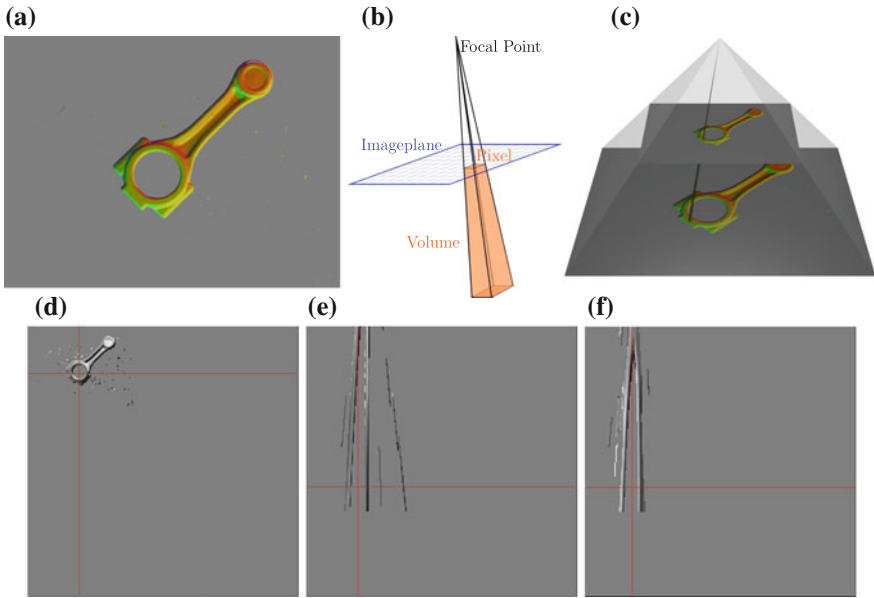 (a)
(b)
(c)
Focal Point
Imageplane
Pixel
Volume
(d)
(e)
(f)